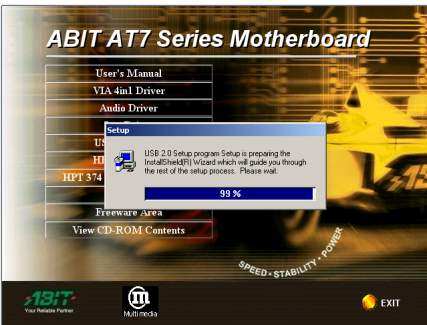 ABIT AT7 Series Motherboard
User's Manual
VIA 4in1 Driver
Audio Driver
Setup
USB 2.0 Setup program Setup is preparing the
InstallShield(R) Wizard which will guide you through
the rest of the setup process. Please wait.
99 %
HPT 374
Freeware Area
View CD-ROM Contents
SPEED • STABILITY • POWER
ABIT
Your Reliable Partner
m
Multimedia
EXIT